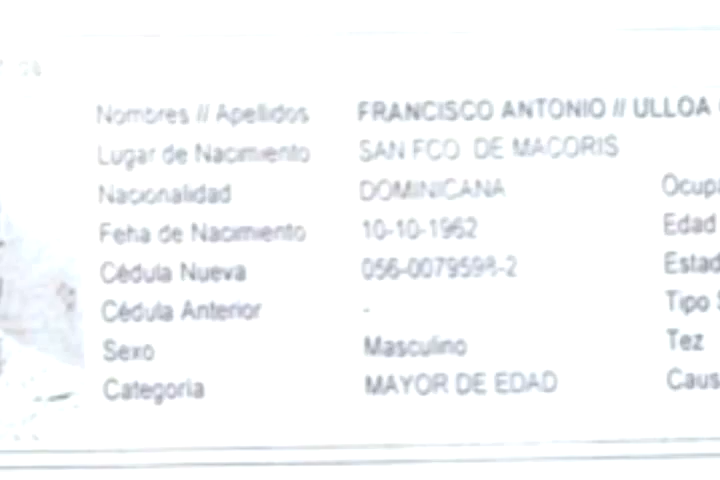 Nombres // Apellidos FRANCISCO ANTONIO // ULLOA
Lugar de Nacimiento SAN FCO. DE MACORIS
Nacionalidad DOMINICANA Ocupa
Feha de Nacimiento 10-10-1962 Edad
Cédula Nueva Estad
Cédula Anterior - Tipo S
Sexo Masculino Tez
Categoria MAYOR DE EDAD Caus